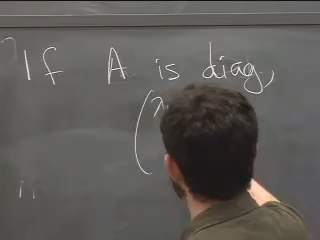 If A is diag,
(λ